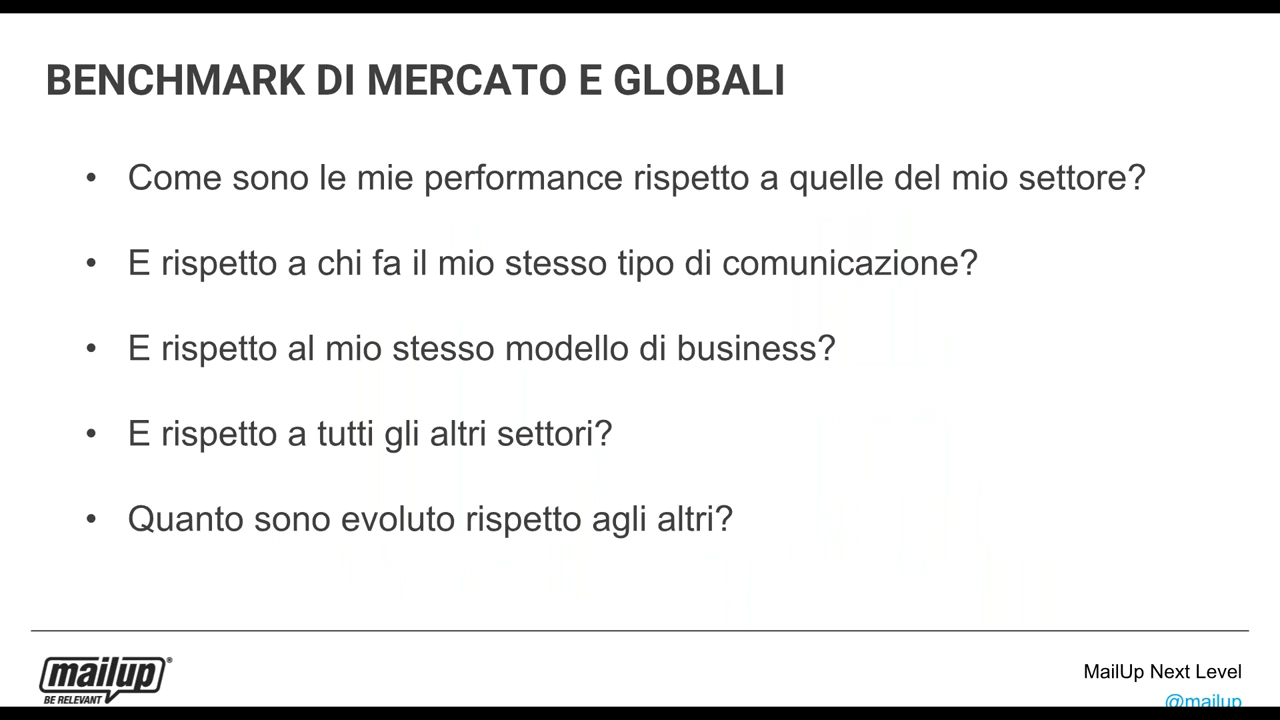 BENCHMARK DI MERCATO E GLOBALI
• Come sono le mie performance rispetto a quelle del mio settore?
• E rispetto a chi fa il mio stesso tipo di comunicazione?
• E rispetto al mio stesso modello di business?
• E rispetto a tutti gli altri settori?
• Quanto sono evoluto rispetto agli altri?
mailup®
BE RELEVANT
MailUp Next Level
@mailup